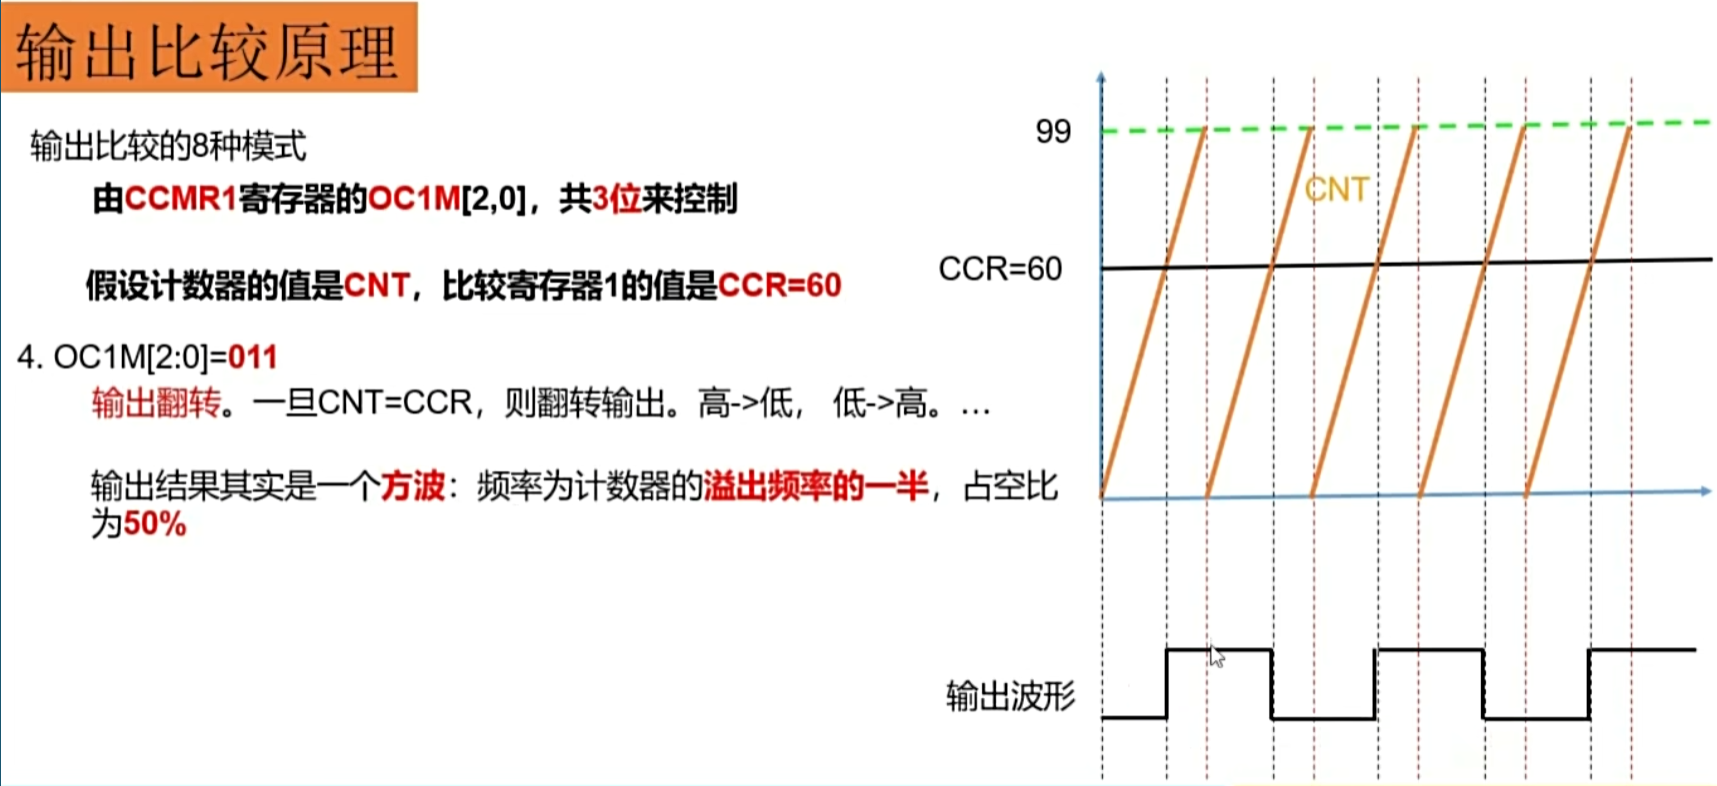 输出比较原理
输出比较的8种模式
由CCMR1寄存器的OC1M[2,0]，共3位来控制
假设计数器的值是CNT，比较寄存器1的值是CCR=60
4. OC1M[2:0]=011
输出翻转。一旦CNT=CCR，则翻转输出。高->低， 低->高。…
输出结果其实是一个方波：频率为计数器的溢出频率的一半，占空比
为50%
99
CNT
CCR=60
输出波形